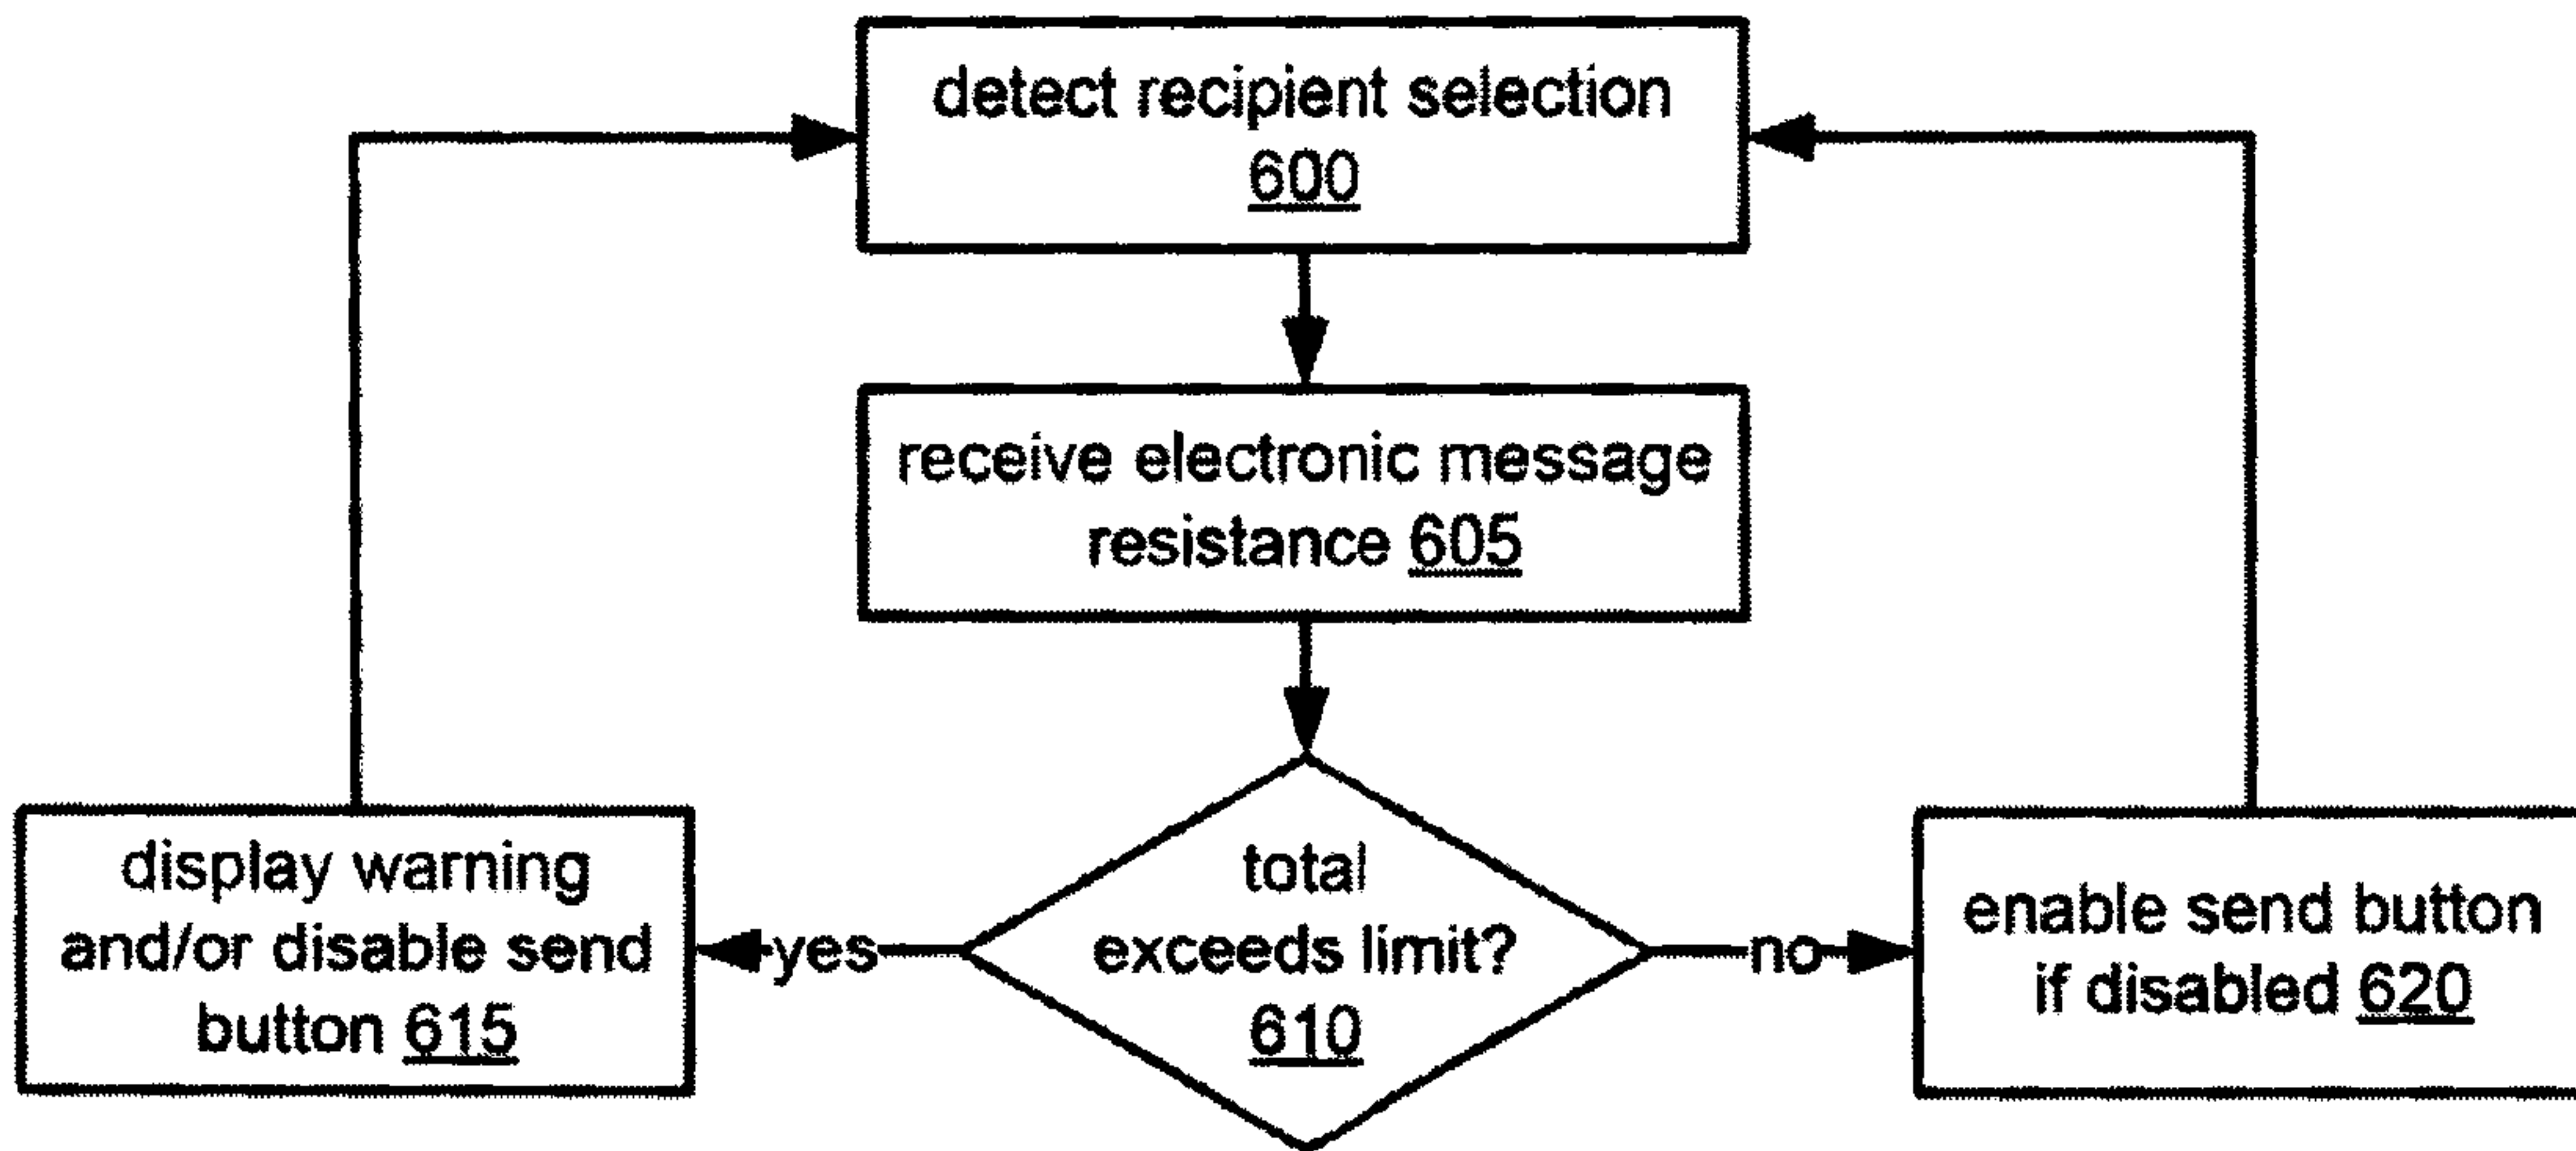 detect recipient selection
600
receive electronic message
resistance 605
total
exceeds limit?
610
yes
no
display warning
and/or disable send
button 615
enable send button
if disabled 620